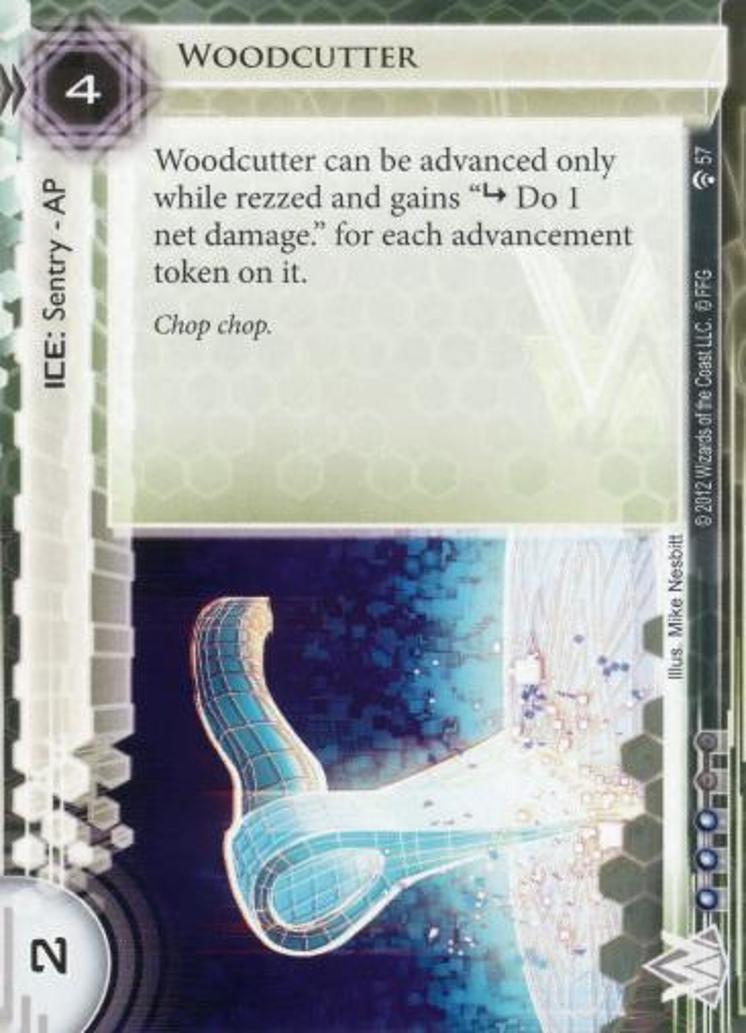 WOODCUTTER
4
Woodcutter can be advanced only
while rezzed and gains “↳ Do 1
net damage.” for each advancement
token on it.
Chop chop.
ICE: Sentry - AP
2
57
©2012 Wizards of the Coast LLC. ©FFG
Illus. Mike Nesbitt